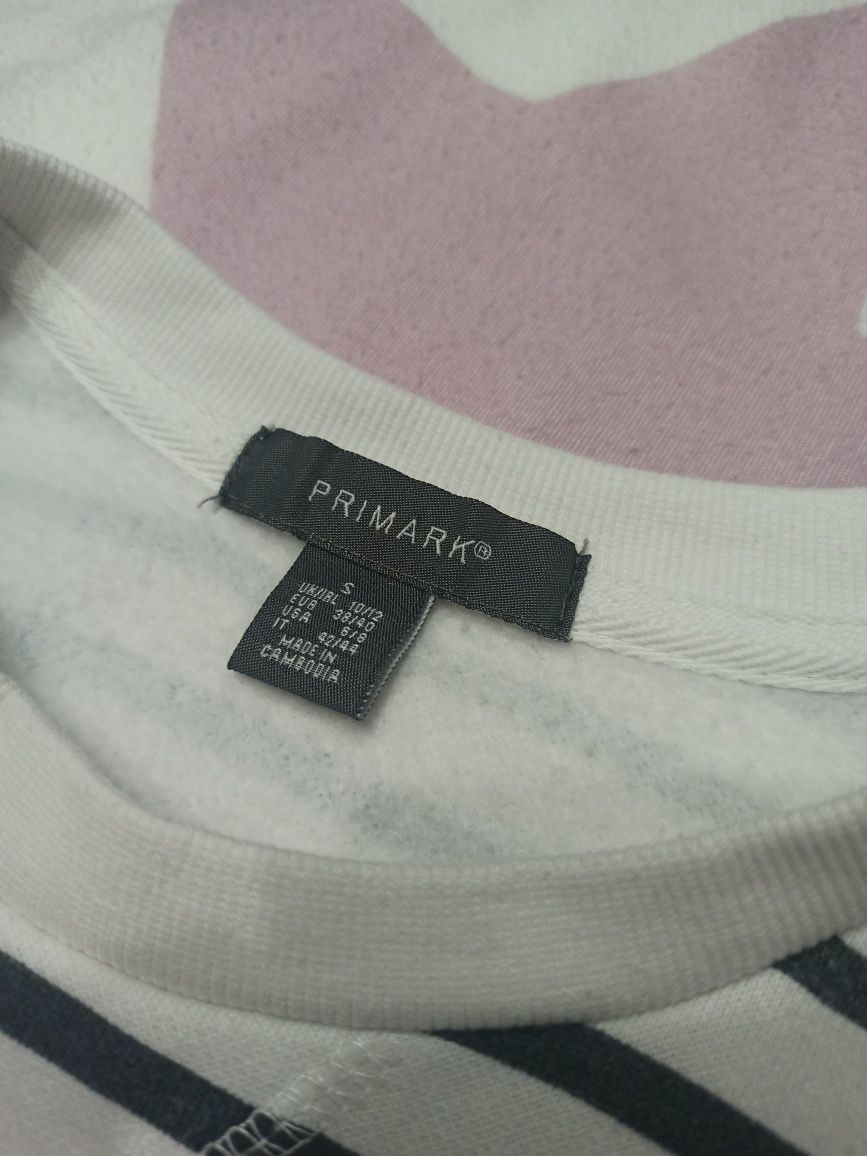 PRIMARK®
S
UK/IRL 10/12
EUR 38/40
USA 6/8
IT 42/44
MADE IN
CAMBODIA